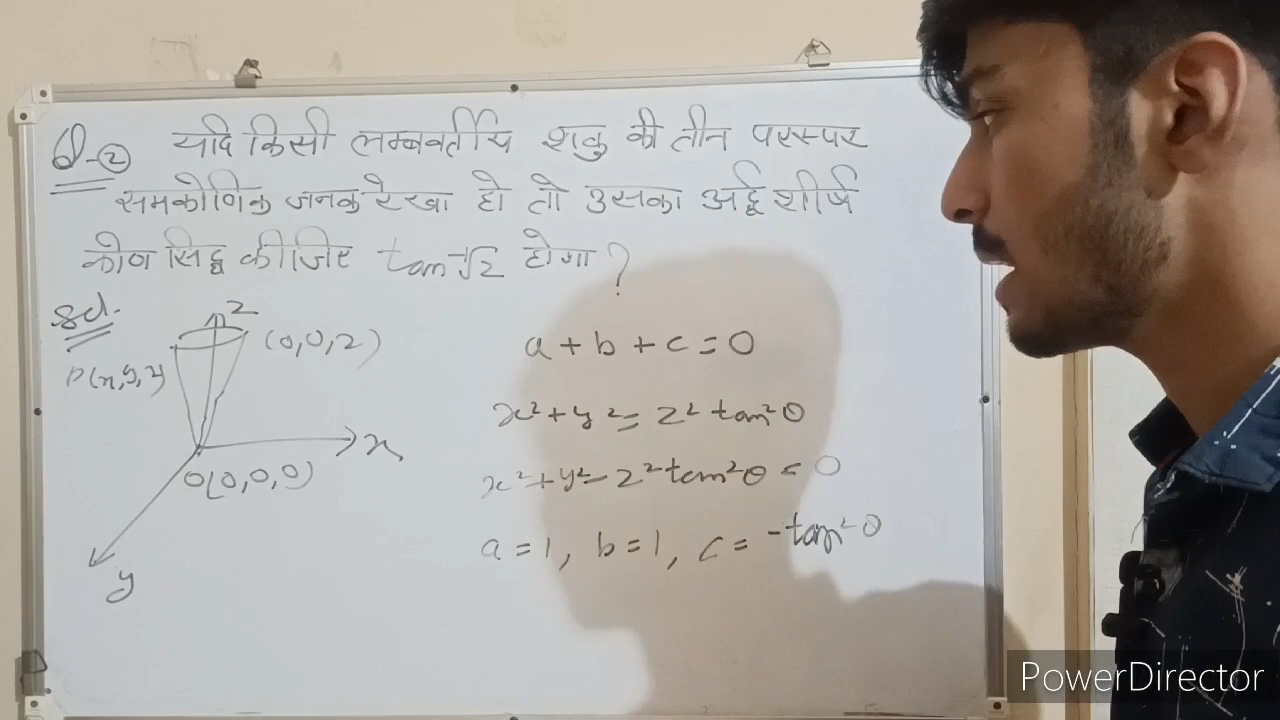 Q-②
यदि किसी लम्बवर्तीय शंकु की तीन परस्पर
समकोणिक जनक रेखा हो तो उसका अर्द्ध शीर्ष
कोण सिद्ध कीजिए tan⁻¹√2 होगा?
Sol.
Z
(0,0,z)
P(x,y,z)
x
O(0,0,0)
y
a + b + c = 0
x² + y² = z² tan²θ
x² + y² - z² tan²θ = 0
a = 1, b = 1, c = -tan²θ
PowerDirector